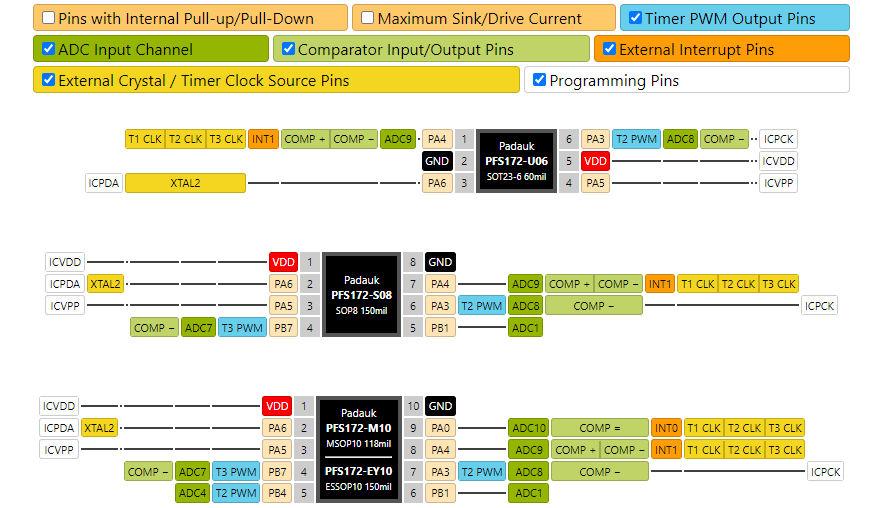 Pins with Internal Pull-up/Pull-Down Maximum Sink/Drive Current Timer PWM Output Pins
ADC Input Channel Comparator Input/Output Pins External Interrupt Pins
External Crystal / Timer Clock Source Pins Programming Pins
T1 CLK T2 CLK T3 CLK INT1 COMP + COMP − ADC9 PA4 1 Padauk 6 PA3 T2 PWM ADC8 COMP − ICPCK
GND 2 PFS172-U06 5 VDD ICVDD
ICPDA XTAL2 PA6 3 SOT23-6 60mil 4 PA5 ICVPP
ICVDD VDD 1 8 GND
ICPDA XTAL2 PA6 2 Padauk 7 PA4 ADC9 COMP + COMP − INT1 T1 CLK T2 CLK T3 CLK
ICVPP PA5 3 PFS172-S08 6 PA3 T2 PWM ADC8 COMP − ICPCK
COMP − ADC7 T3 PWM PB7 4 SOP8 150mil 5 PB1 ADC1
ICVDD VDD 1 Padauk 10 GND
ICPDA XTAL2 PA6 2 PFS172-M10 9 PA0 ADC10 COMP = INT0 T1 CLK T2 CLK T3 CLK
ICVPP PA5 3 MSOP10 118mil 8 PA4 ADC9 COMP + COMP − INT1 T1 CLK T2 CLK T3 CLK
COMP − ADC7 T3 PWM PB7 4 PFS172-EY10 7 PA3 T2 PWM ADC8 COMP − ICPCK
ADC4 T2 PWM PB4 5 ESSOP10 150mil 6 PB1 ADC1